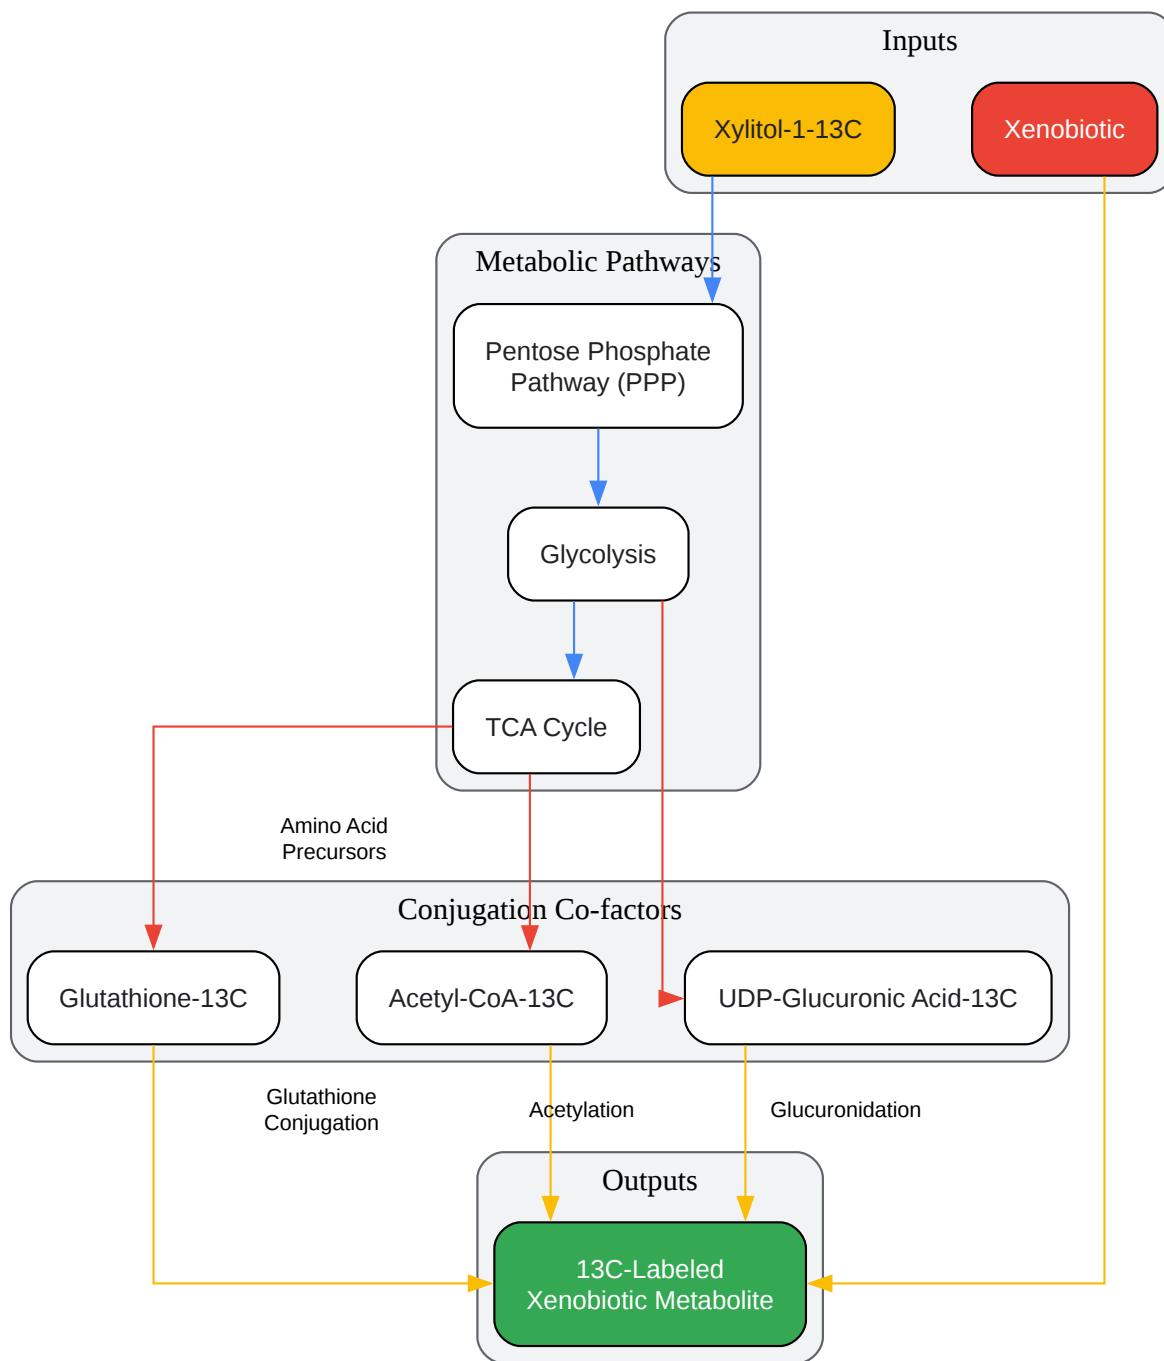 Inputs
Xylitol-1-13C
Xenobiotic
Metabolic Pathways
Pentose Phosphate
Pathway (PPP)
Glycolysis
TCA Cycle
Amino Acid
Precursors
Conjugation Co-factors
Glutathione-13C
Acetyl-CoA-13C
UDP-Glucuronic Acid-13C
Glutathione
Conjugation
Acetylation
Glucuronidation
Outputs
13C-Labeled
Xenobiotic Metabolite